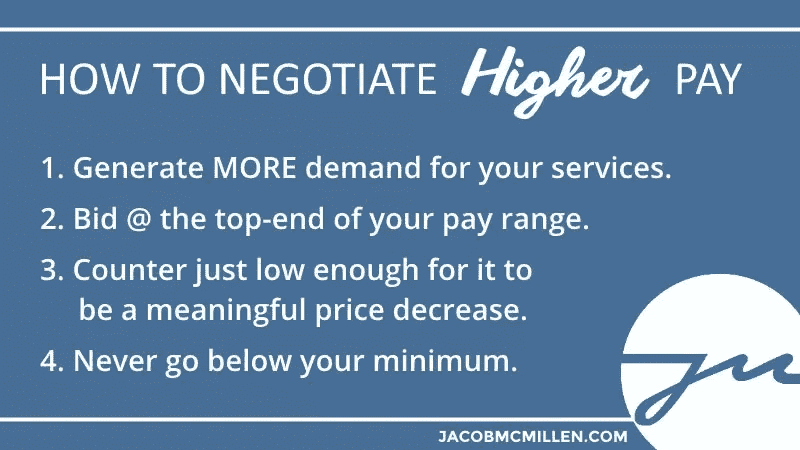 HOW TO NEGOTIATE Higher PAY
1. Generate MORE demand for your services.
2. Bid @ the top-end of your pay range.
3. Counter just low enough for it to
be a meaningful price decrease.
4. Never go below your minimum.
JACOBMCMILLEN.COM